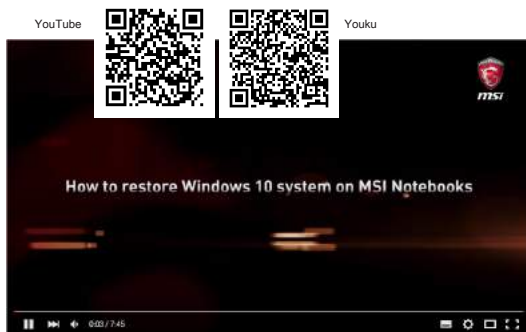 YouTube
Youku
msi
How to restore Windows 10 system on MSI Notebooks
0:03 / 7:45